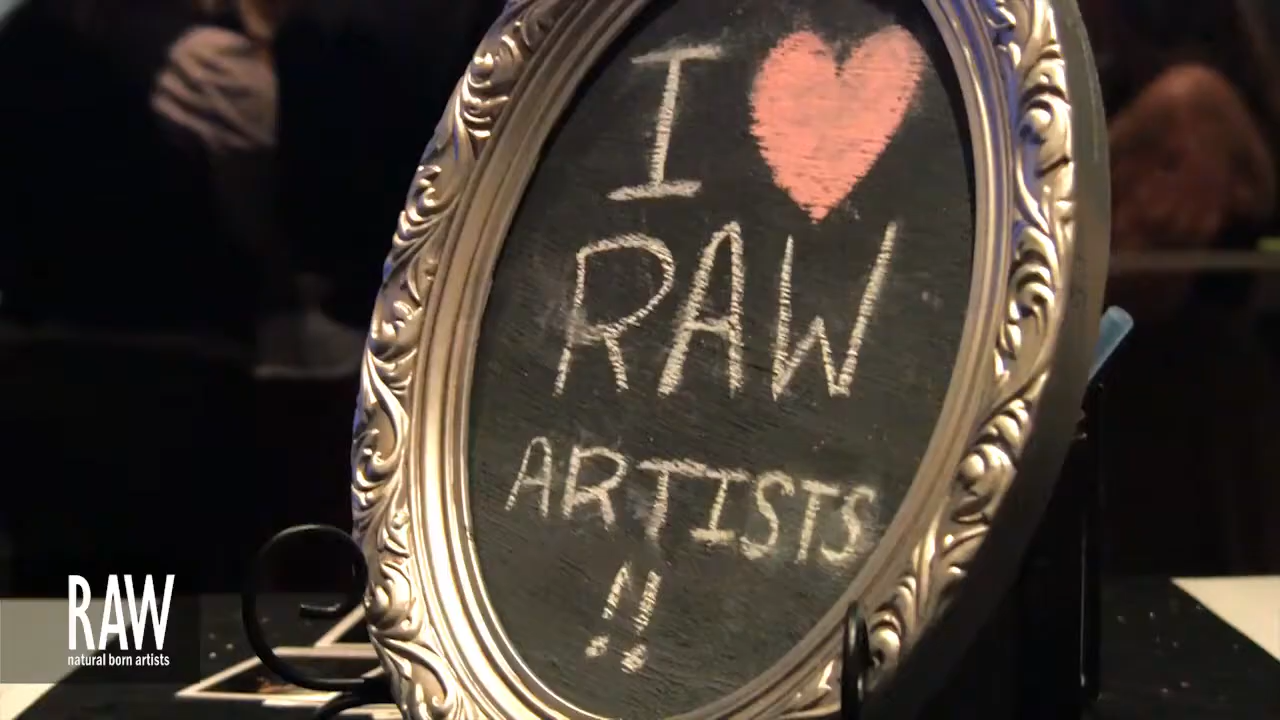 I ❤
RAW
ARTISTS
!!
RAW
natural born artists